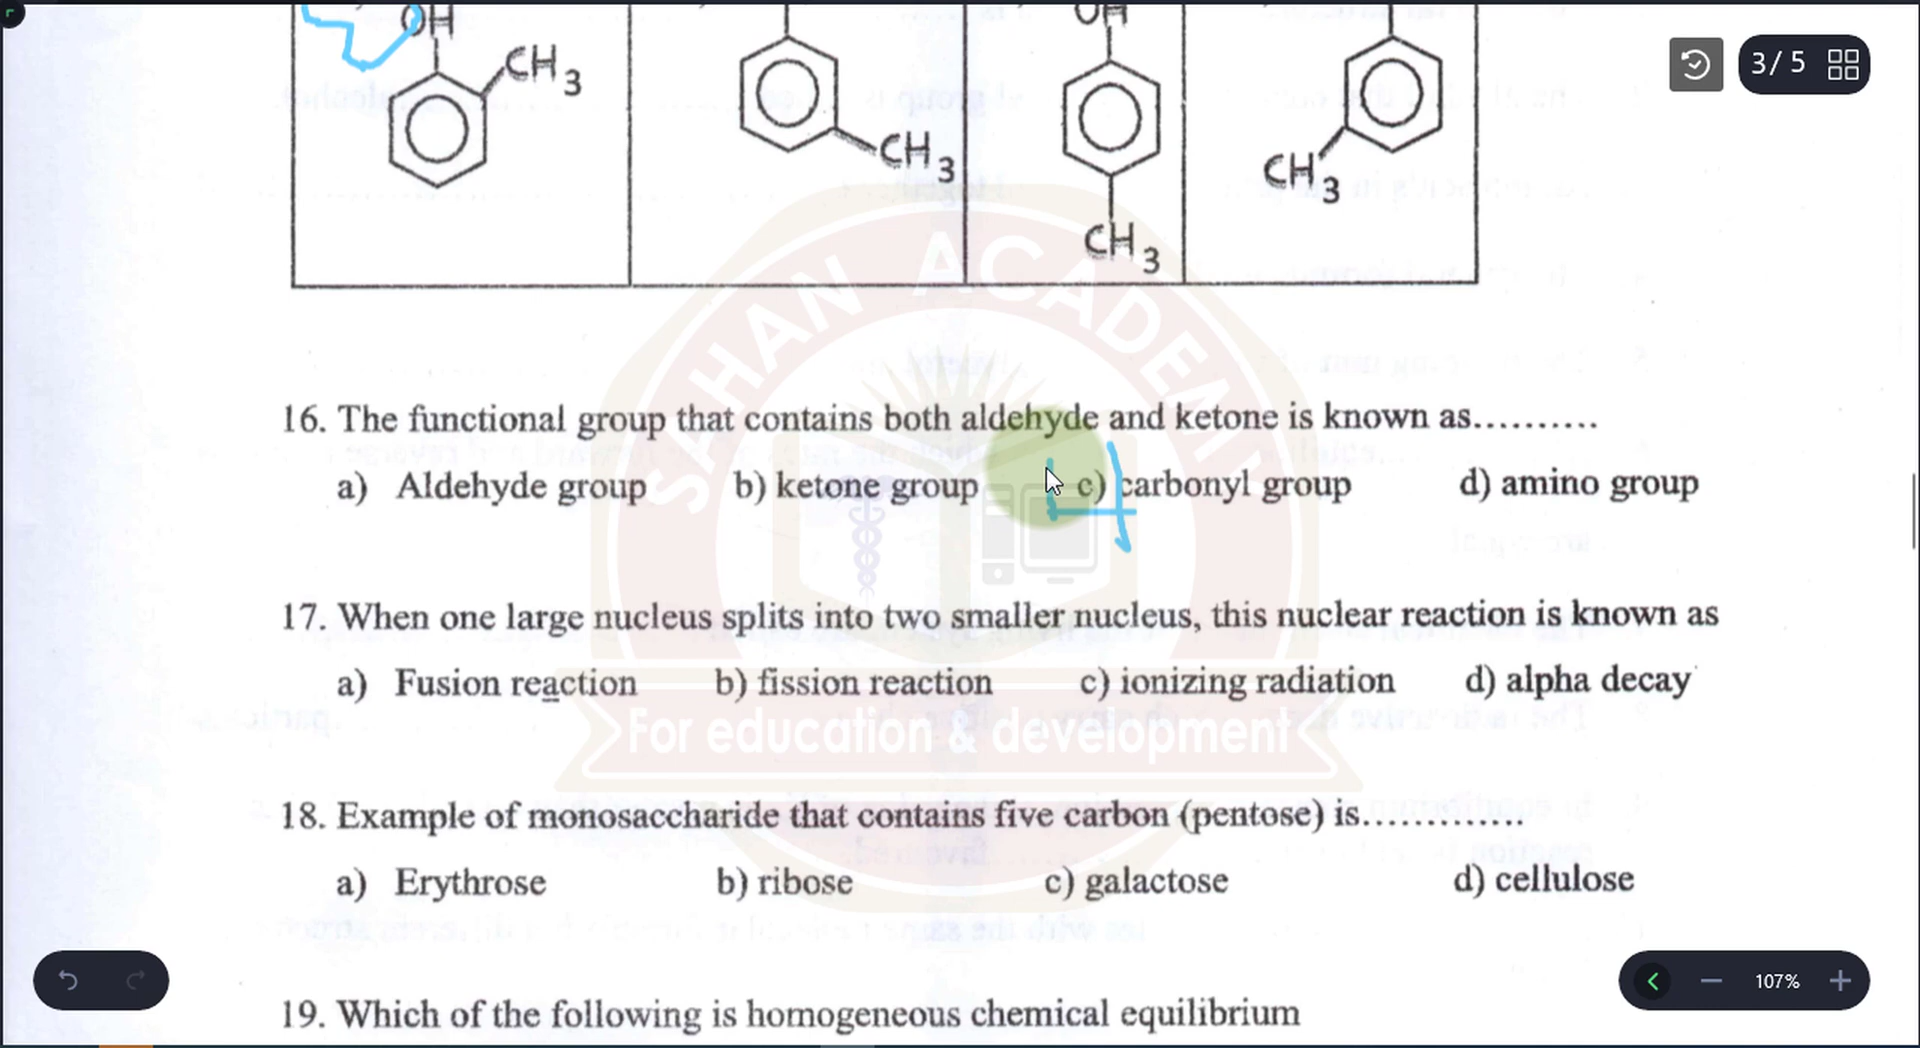 OH
CH3
CH3
OH
CH3
CH3
3/5
SAHAN ACADEMY
16. The functional group that contains both aldehyde and ketone is known as..........
a) Aldehyde group b) ketone group c) carbonyl group d) amino group
17. When one large nucleus splits into two smaller nucleus, this nuclear reaction is known as
a) Fusion reaction b) fission reaction c) ionizing radiation d) alpha decay
For education & development
18. Example of monosaccharide that contains five carbon (pentose) is.............
a) Erythrose b) ribose c) galactose d) cellulose
19. Which of the following is homogeneous chemical equilibrium
107%